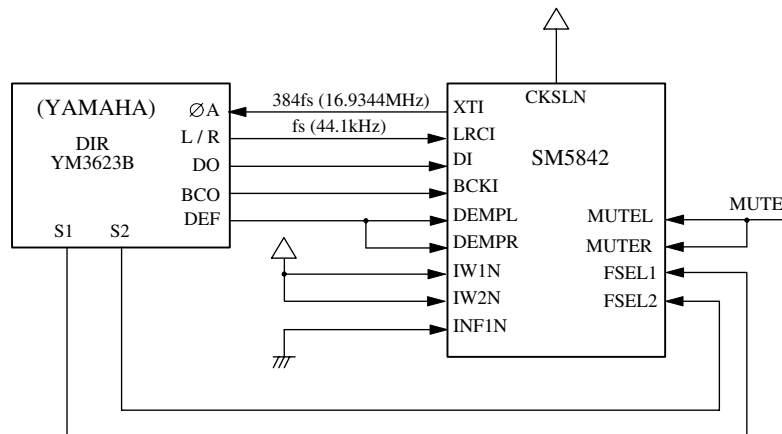 CKSLN
(YAMAHA)
DIR
YM3623B
∅A
L / R
DO
BCO
DEF
S1
S2
384fs (16.9344MHz)
fs (44.1kHz)
XTI
LRCI
DI
BCKI
DEMPL
DEMPR
IW1N
IW2N
INF1N
SM5842
MUTEL
MUTER
FSEL1
FSEL2
MUTE